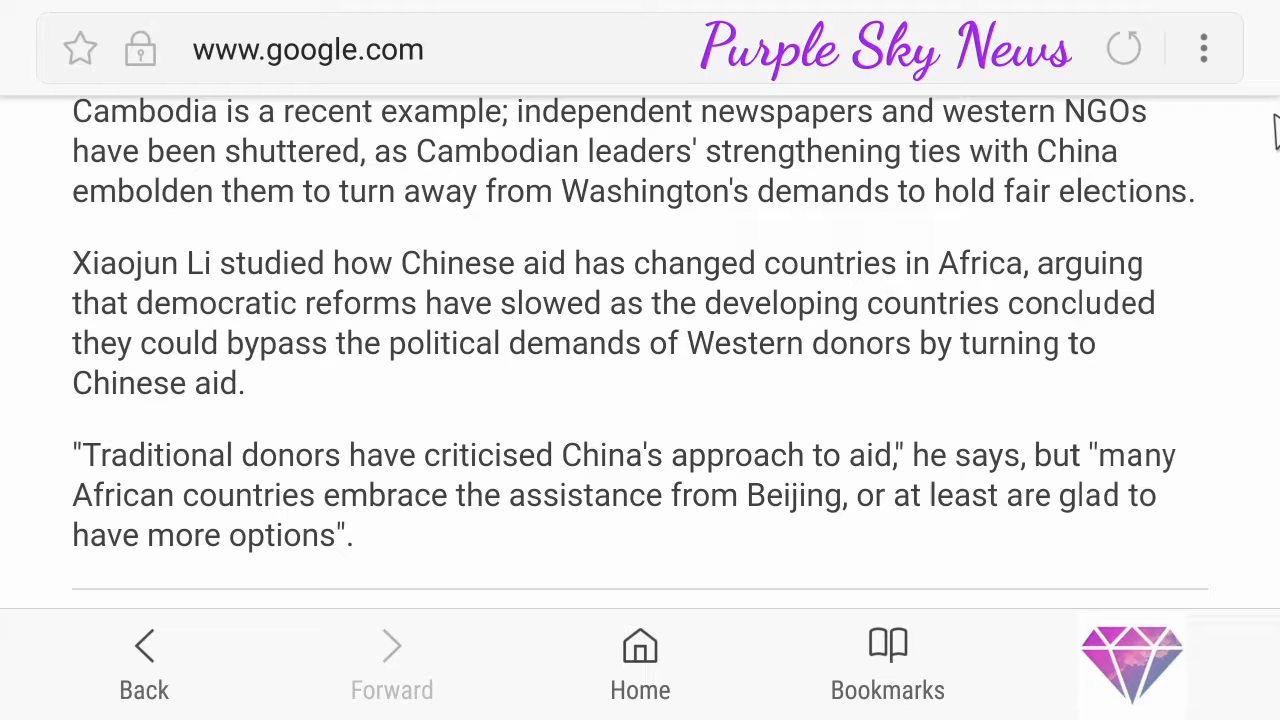 www.google.com
Purple Sky News
Cambodia is a recent example; independent newspapers and western NGOs
have been shuttered, as Cambodian leaders' strengthening ties with China
embolden them to turn away from Washington's demands to hold fair elections.
Xiaojun Li studied how Chinese aid has changed countries in Africa, arguing
that democratic reforms have slowed as the developing countries concluded
they could bypass the political demands of Western donors by turning to
Chinese aid.
"Traditional donors have criticised China's approach to aid," he says, but "many
African countries embrace the assistance from Beijing, or at least are glad to
have more options".
Back
Forward
Home
Bookmarks